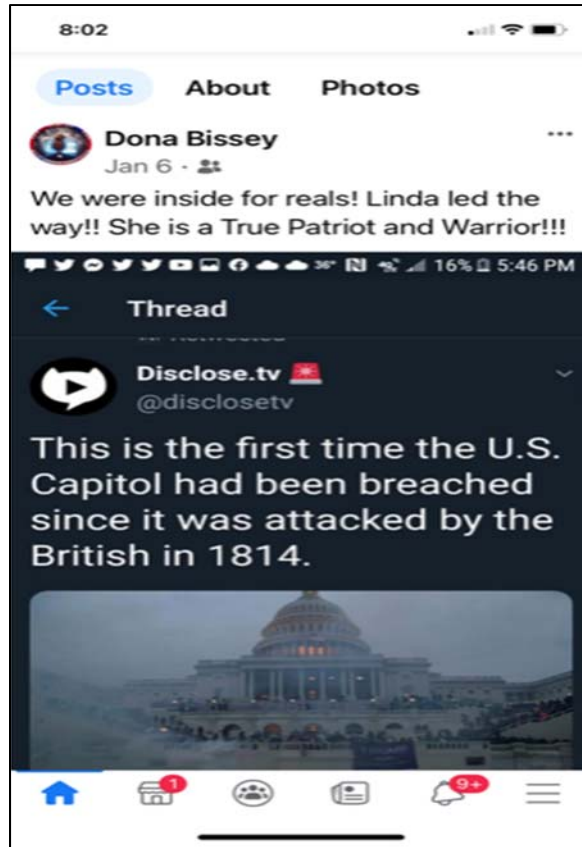 8:02
Posts About Photos
Dona Bissey
Jan 6 ·
We were inside for reals! Linda led the
way!! She is a True Patriot and Warrior!!!
36° 16% 5:46 PM
Thread
Disclose.tv
@disclosetv
This is the first time the U.S.
Capitol had been breached
since it was attacked by the
British in 1814.
1 9+